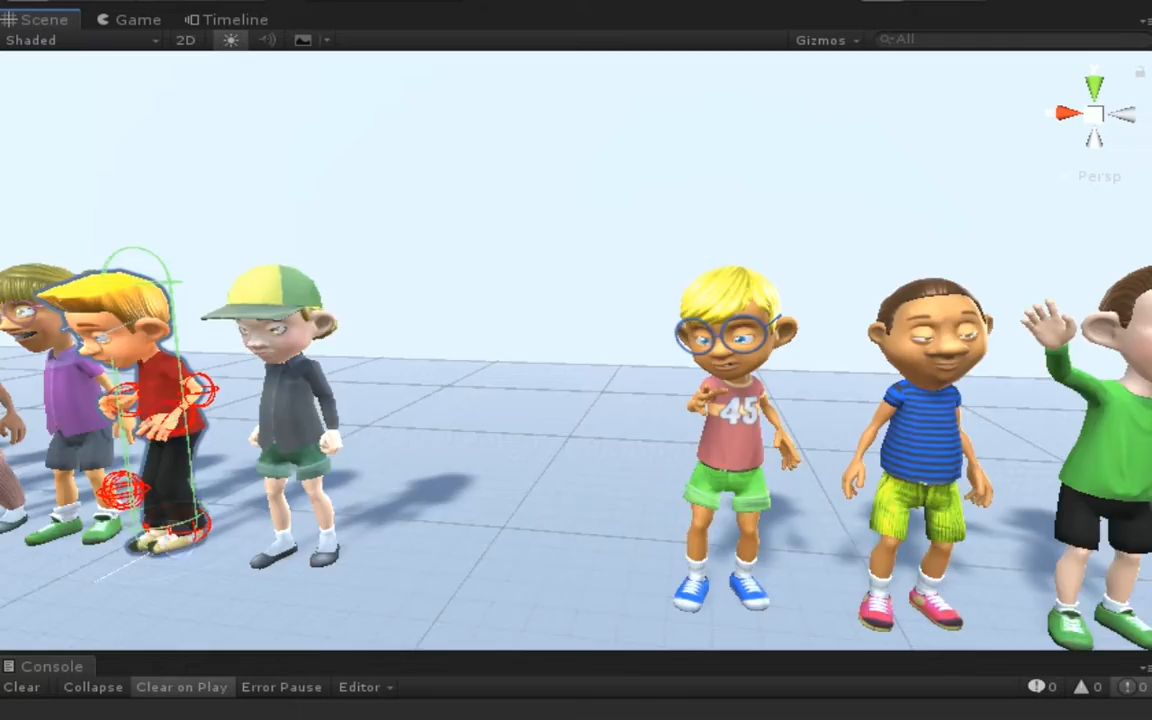 Scene Game Timeline
Shaded 2D Gizmos All
Persp
45
Console
Clear Collapse Clear on Play Error Pause Editor 0 0 0